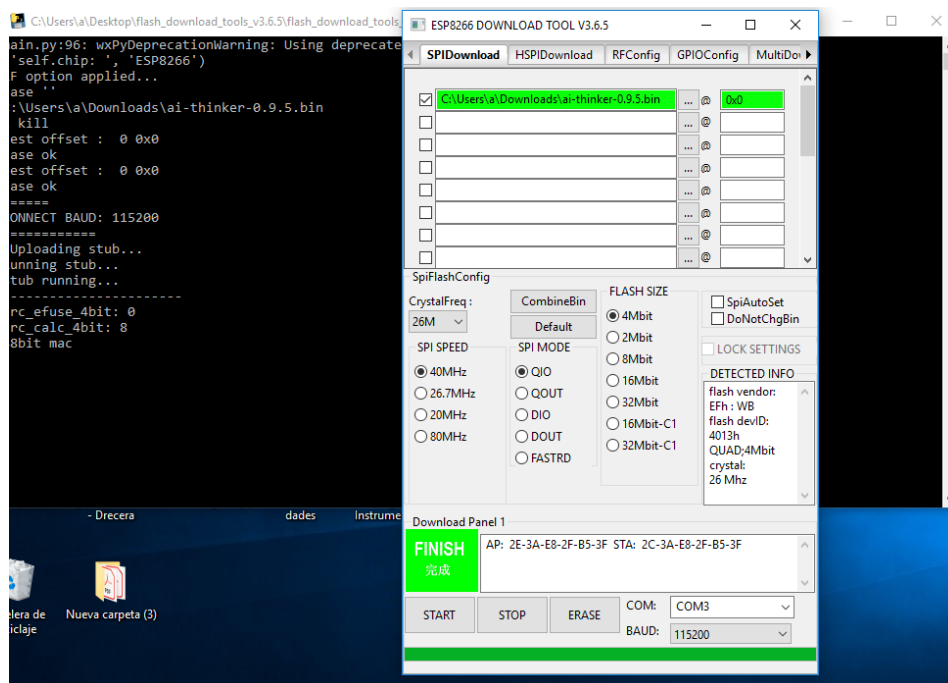 C:\Users\a\Desktop\flash_download_tools_v3.6.5\flash_download_tools_
ain.py:96: wxPyDeprecationWarning: Using deprecate
'self.chip: ', 'ESP8266')
F option applied...
ase ''
:\Users\a\Downloads\ai-thinker-0.9.5.bin
kill
est offset :  0 0x0
ase ok
est offset :  0 0x0
ase ok
=====
ONNECT BAUD: 115200
===========
Uploading stub...
unning stub...
tub running...
----------------------
rc_efuse_4bit: 0
rc_calc_4bit: 8
8bit mac
- Drecera
dades
Instrume
elera de
iclaje
Nueva carpeta (3)
ESP8266 DOWNLOAD TOOL V3.6.5
SPIDownload HSPIDownload RFConfig GPIOConfig MultiDo
C:\Users\a\Downloads\ai-thinker-0.9.5.bin ... @ 0x0
... @
... @
... @
... @
... @
... @
... @
SpiFlashConfig
CrystalFreq :
26M
CombineBin
Default
SPI SPEED
40MHz
26.7MHz
20MHz
80MHz
SPI MODE
QIO
QOUT
DIO
DOUT
FASTRD
FLASH SIZE
4Mbit
2Mbit
8Mbit
16Mbit
32Mbit
16Mbit-C1
32Mbit-C1
SpiAutoSet
DoNotChgBin
LOCK SETTINGS
DETECTED INFO
flash vendor:
EFh : WB
flash devID:
4013h
QUAD;4Mbit
crystal:
26 Mhz
Download Panel 1
FINISH
完成
AP: 2E-3A-E8-2F-B5-3F STA: 2C-3A-E8-2F-B5-3F
START STOP ERASE
COM: COM3
BAUD: 115200